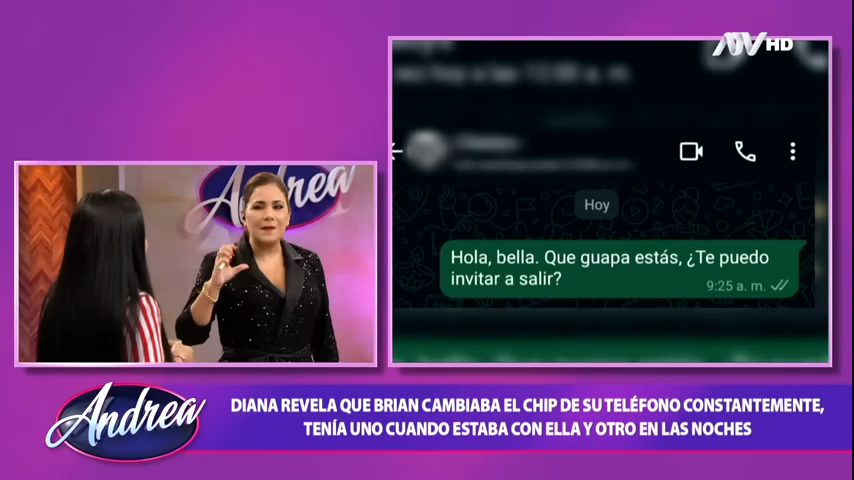 ATV HD
Andrea
Hoy
Hola, bella. Que guapa estás, ¿Te puedo
invitar a salir?
9:25 a. m.
Andrea
DIANA REVELA QUE BRIAN CAMBIABA EL CHIP DE SU TELÉFONO CONSTANTEMENTE,
TENÍA UNO CUANDO ESTABA CON ELLA Y OTRO EN LAS NOCHES